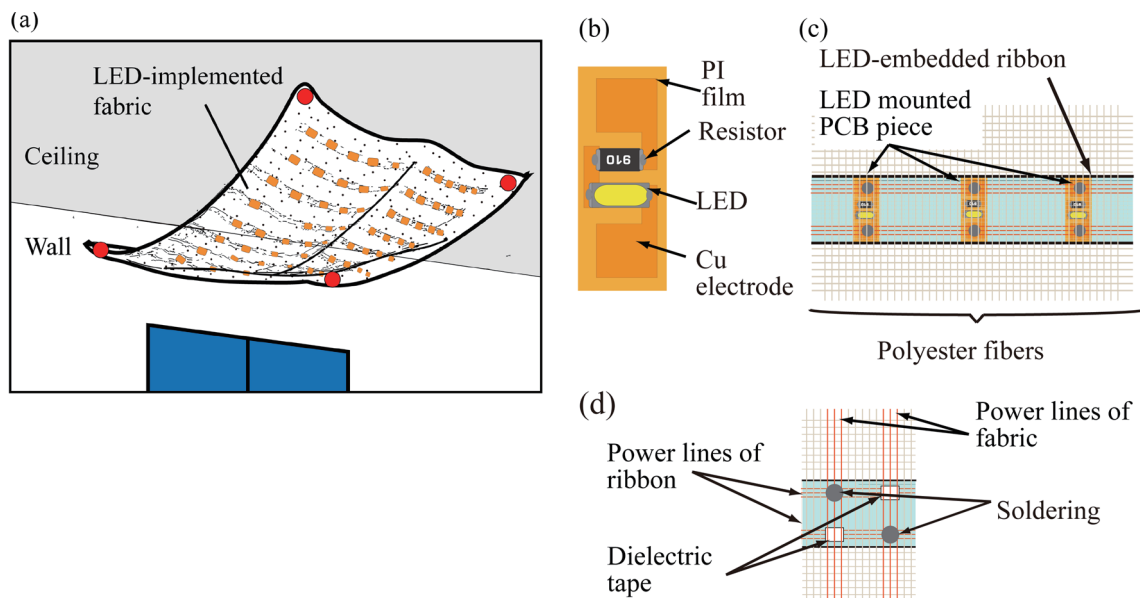 (a)
LED-implemented
fabric
Ceiling
Wall
(b)
PI
film
Resistor
910
LED
Cu
electrode
(c)
LED-embedded ribbon
LED mounted
PCB piece
Polyester fibers
(d)
Power lines of
fabric
Power lines of
ribbon
Soldering
Dielectric
tape